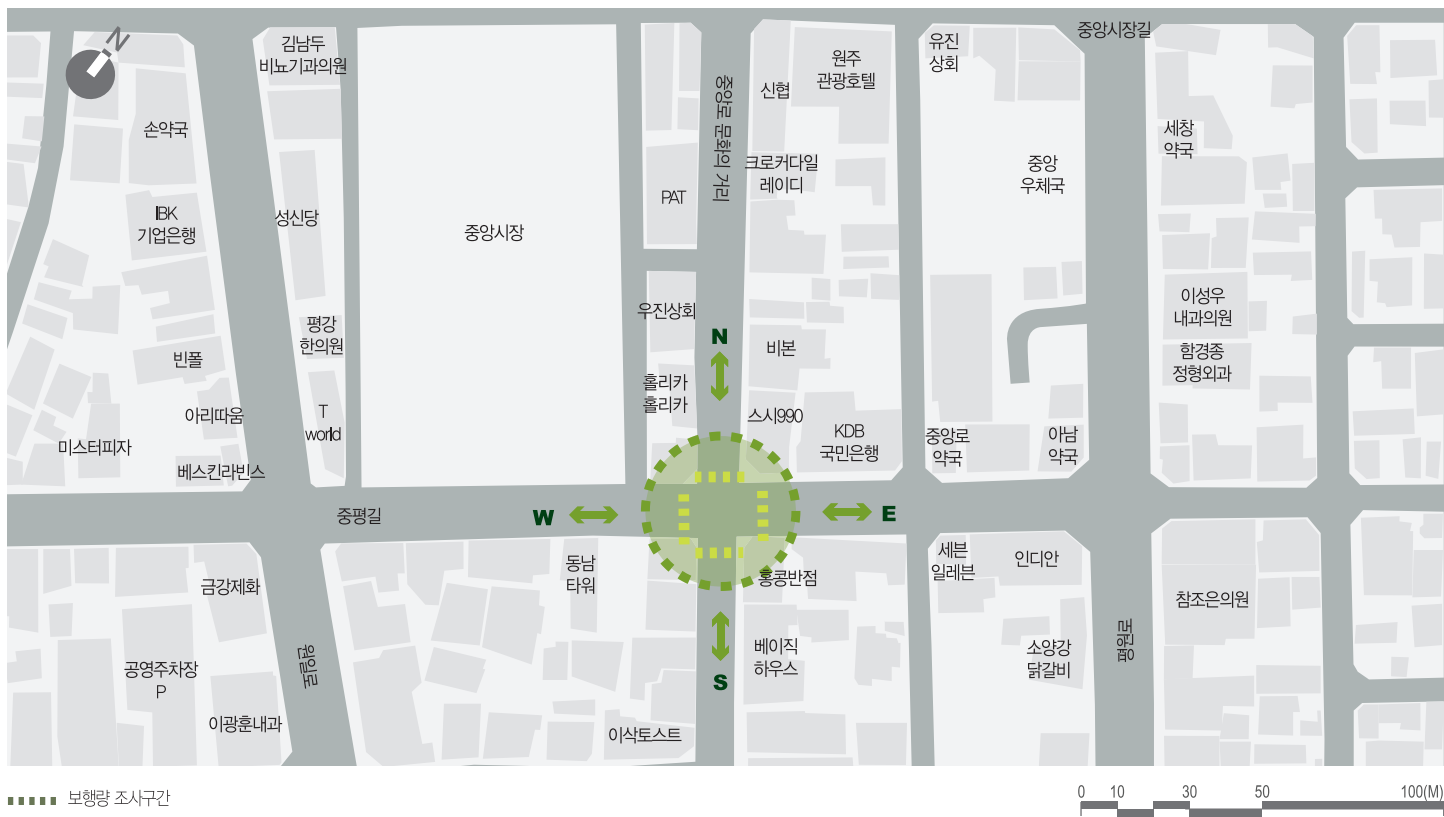 N
김남두
비뇨기과의원
손약국
IBK
기업은행
성신당
평강
한의원
빈폴
아리따움
T
world
미스터피자
베스킨라빈스
중앙시장
PAT
중앙로 문화의 거리
신협
원주
관광호텔
크로커다일
레이디
우진상회
홀리카
홀리카
비본
스시990
KDB
국민은행
유진
상회
중앙시장길
중앙
우체국
세창
약국
이성우
내과의원
함경종
정형외과
중앙로
약국
아남
약국
N
W
E
S
중평길
금강제화
공영주차장
P
이광훈내과
원일로
동남
타워
이삭토스트
홍콩반점
베이직
하우스
세븐
일레븐
인디안
소양강
닭갈비
평원로
참조은의원
보행량 조사구간
0 10 30 50 100(M)